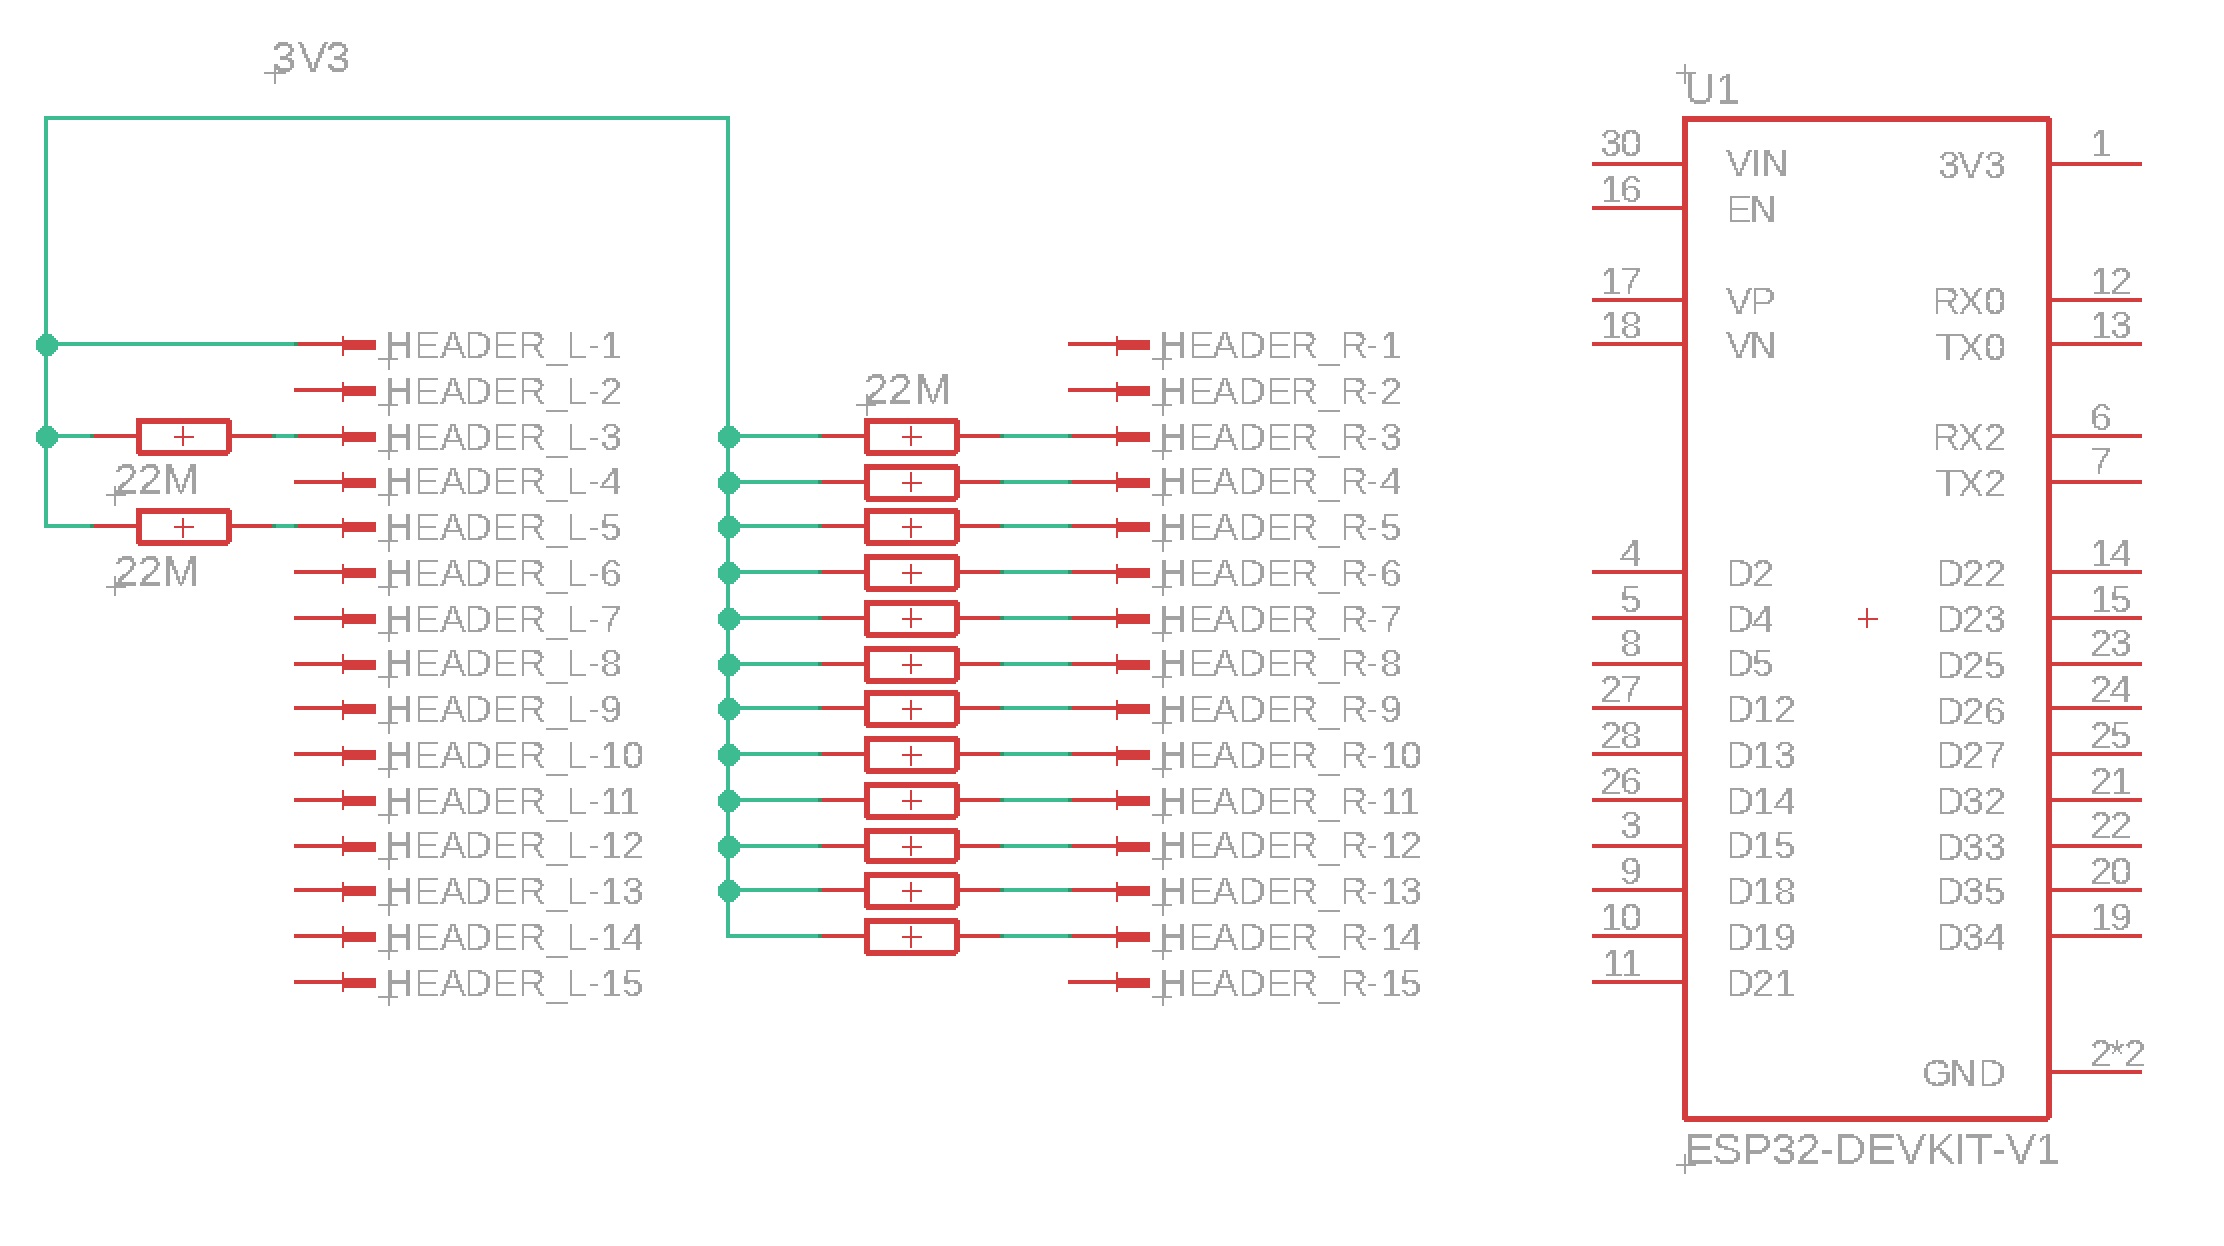 3V3
HEADER_L-1
HEADER_L-2
HEADER_L-3
22M
HEADER_L-4
HEADER_L-5
22M
HEADER_L-6
HEADER_L-7
HEADER_L-8
HEADER_L-9
HEADER_L-10
HEADER_L-11
HEADER_L-12
HEADER_L-13
HEADER_L-14
HEADER_L-15
HEADER_R-1
22M
HEADER_R-2
HEADER_R-3
HEADER_R-4
HEADER_R-5
HEADER_R-6
HEADER_R-7
HEADER_R-8
HEADER_R-9
HEADER_R-10
HEADER_R-11
HEADER_R-12
HEADER_R-13
HEADER_R-14
HEADER_R-15
U1
30 VIN 3V3 1
16 EN
17 VP RX0 12
18 VN TX0 13
RX2 6
TX2 7
4 D2 D22 14
5 D4 D23 15
8 D5 D25 23
27 D12 D26 24
28 D13 D27 25
26 D14 D32 21
3 D15 D33 22
9 D18 D35 20
10 D19 D34 19
11 D21
GND 2*2
ESP32-DEVKIT-V1